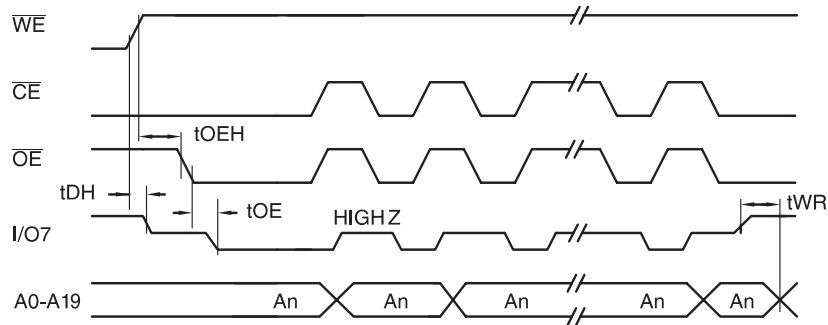 WE
CE
tOEH
OE
tDH
tOE
tWR
I/O7
HIGH Z
A0-A19
An An An An An